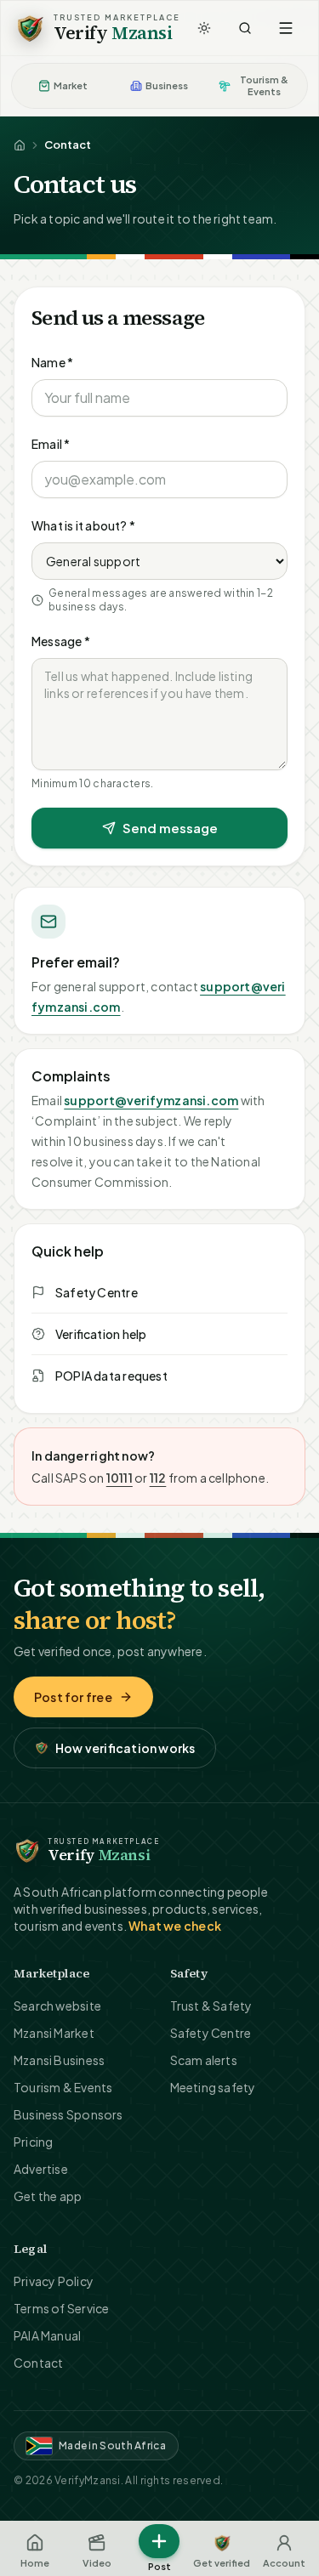 TRUSTED MARKETPLACE
Verify Mzansi
Market
Business
Tourism &
Events
Contact
Contact us
Pick a topic and we'll route it to the right team.
Send us a message
Name *
Your full name
Email *
you@example.com
What is it about? *
General support
General messages are answered within 1–2
business days.
Message *
Tell us what happened. Include listing
links or references if you have them.
Minimum 10 characters.
Send message
Prefer email?
For general support, contact support@veri
fymzansi.com.
Complaints
Email support@verifymzansi.com with
‘Complaint’ in the subject. We reply
within 10 business days. If we can't
resolve it, you can take it to the National
Consumer Commission.
Quick help
Safety Centre
Verification help
POPIA data request
In danger right now?
Call SAPS on 10111 or 112 from a cellphone.
Got something to sell,
share or host?
Get verified once, post anywhere.
Post for free
How verification works
TRUSTED MARKETPLACE
Verify Mzansi
A South African platform connecting people
with verified businesses, products, services,
tourism and events. What we check
Marketplace
Search website
Mzansi Market
Mzansi Business
Tourism & Events
Business Sponsors
Pricing
Advertise
Get the app
Safety
Trust & Safety
Safety Centre
Scam alerts
Meeting safety
Legal
Privacy Policy
Terms of Service
PAIA Manual
Contact
Made in South Africa
© 2026 VerifyMzansi. All rights reserved.
Home
Video
Post
Get verified
Account